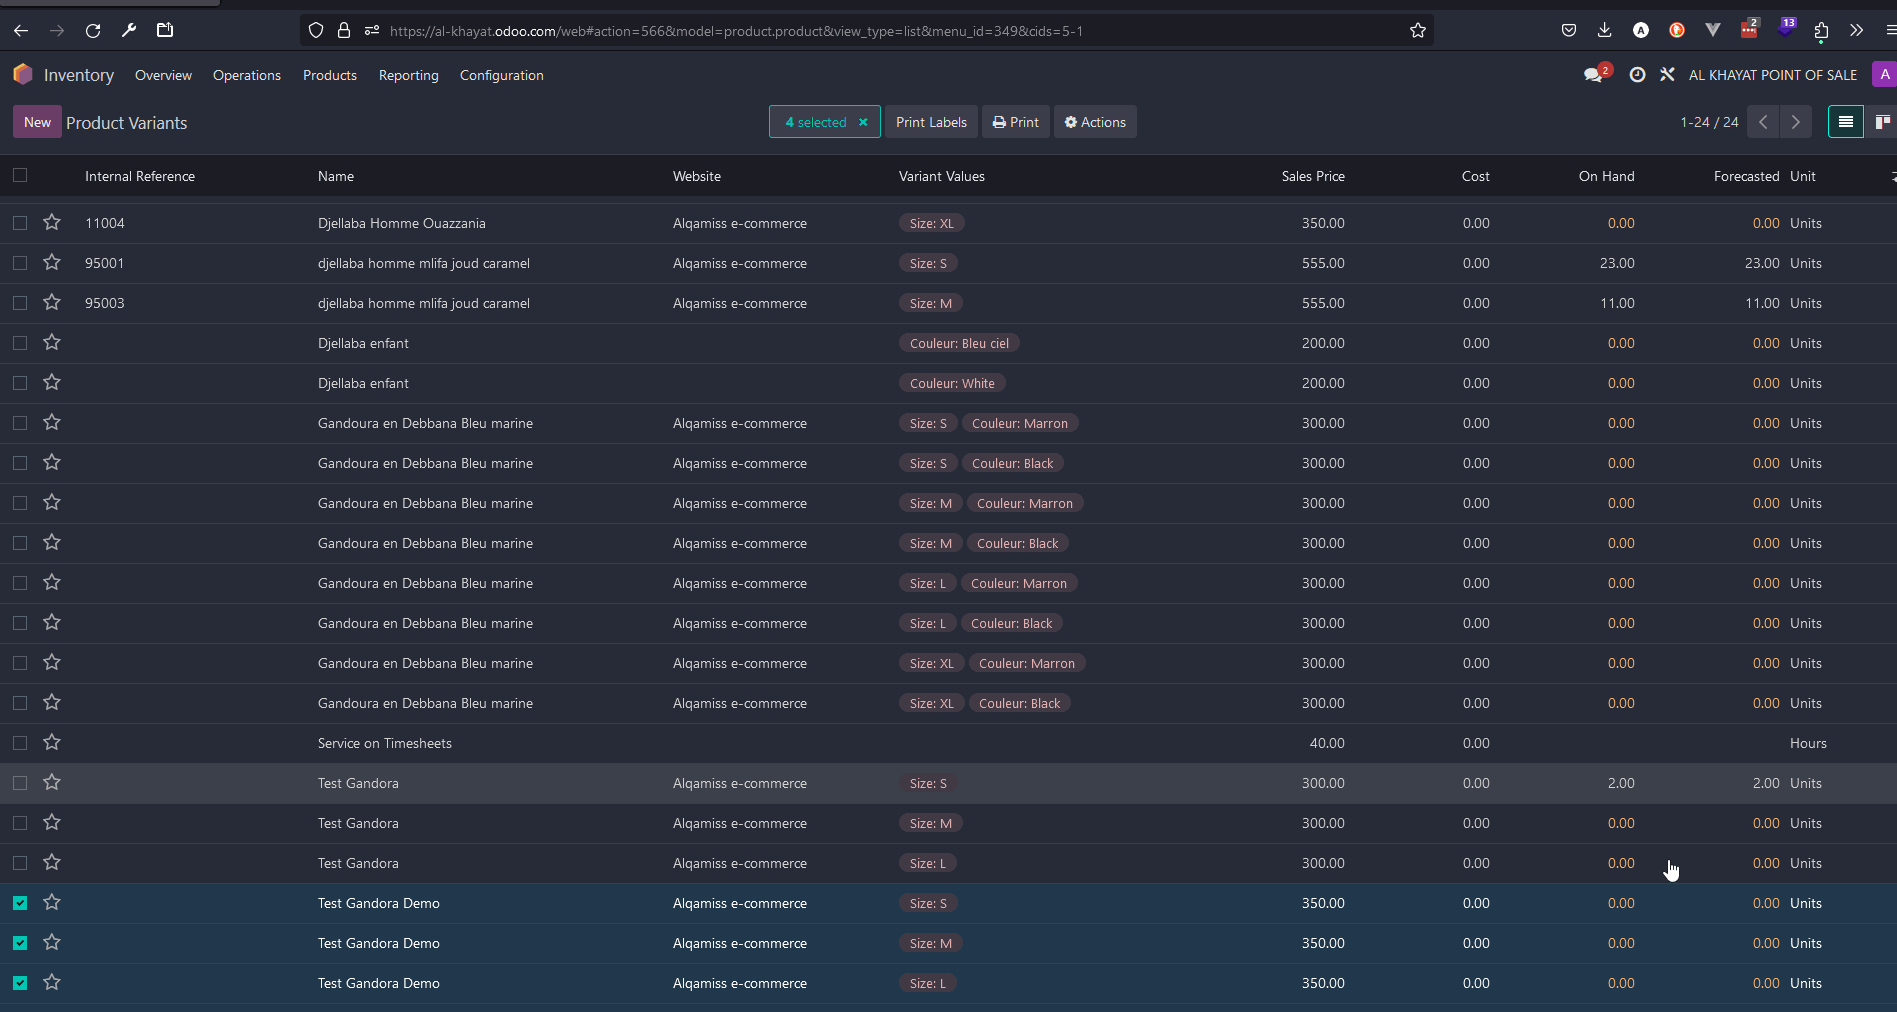 https://al-khayat.odoo.com/web#action=566&model=product.product&view_type=list&menu_id=349&cids=5-1
A
2
13
Inventory Overview Operations Products Reporting Configuration
2
AL KHAYAT POINT OF SALE
A
New Product Variants
4 selected × Print Labels Print Actions
1-24 / 24
Internal Reference Name Website Variant Values Sales Price Cost On Hand Forecasted Unit
11004 Djellaba Homme Ouazzania Alqamiss e-commerce Size: XL 350.00 0.00 0.00 0.00 Units
95001 djellaba homme mlifa joud caramel Alqamiss e-commerce Size: S 555.00 0.00 23.00 23.00 Units
95003 djellaba homme mlifa joud caramel Alqamiss e-commerce Size: M 555.00 0.00 11.00 11.00 Units
Djellaba enfant Couleur: Bleu ciel 200.00 0.00 0.00 0.00 Units
Djellaba enfant Couleur: White 200.00 0.00 0.00 0.00 Units
Gandoura en Debbana Bleu marine Alqamiss e-commerce Size: S Couleur: Marron 300.00 0.00 0.00 0.00 Units
Gandoura en Debbana Bleu marine Alqamiss e-commerce Size: S Couleur: Black 300.00 0.00 0.00 0.00 Units
Gandoura en Debbana Bleu marine Alqamiss e-commerce Size: M Couleur: Marron 300.00 0.00 0.00 0.00 Units
Gandoura en Debbana Bleu marine Alqamiss e-commerce Size: M Couleur: Black 300.00 0.00 0.00 0.00 Units
Gandoura en Debbana Bleu marine Alqamiss e-commerce Size: L Couleur: Marron 300.00 0.00 0.00 0.00 Units
Gandoura en Debbana Bleu marine Alqamiss e-commerce Size: L Couleur: Black 300.00 0.00 0.00 0.00 Units
Gandoura en Debbana Bleu marine Alqamiss e-commerce Size: XL Couleur: Marron 300.00 0.00 0.00 0.00 Units
Gandoura en Debbana Bleu marine Alqamiss e-commerce Size: XL Couleur: Black 300.00 0.00 0.00 0.00 Units
Service on Timesheets 40.00 0.00 Hours
Test Gandora Alqamiss e-commerce Size: S 300.00 0.00 2.00 2.00 Units
Test Gandora Alqamiss e-commerce Size: M 300.00 0.00 0.00 0.00 Units
Test Gandora Alqamiss e-commerce Size: L 300.00 0.00 0.00 0.00 Units
Test Gandora Demo Alqamiss e-commerce Size: S 350.00 0.00 0.00 0.00 Units
Test Gandora Demo Alqamiss e-commerce Size: M 350.00 0.00 0.00 0.00 Units
Test Gandora Demo Alqamiss e-commerce Size: L 350.00 0.00 0.00 0.00 Units